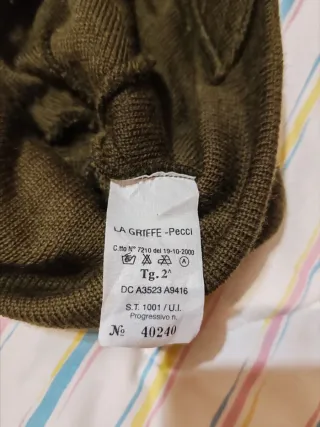 LA GRIFFE -Pecci
C.tto N° 7210 del 19-10-2000
A
Tg. 2^
DC A3523 A9416
S.T. 1001 / U.I.
Progressivo n.
No 40240